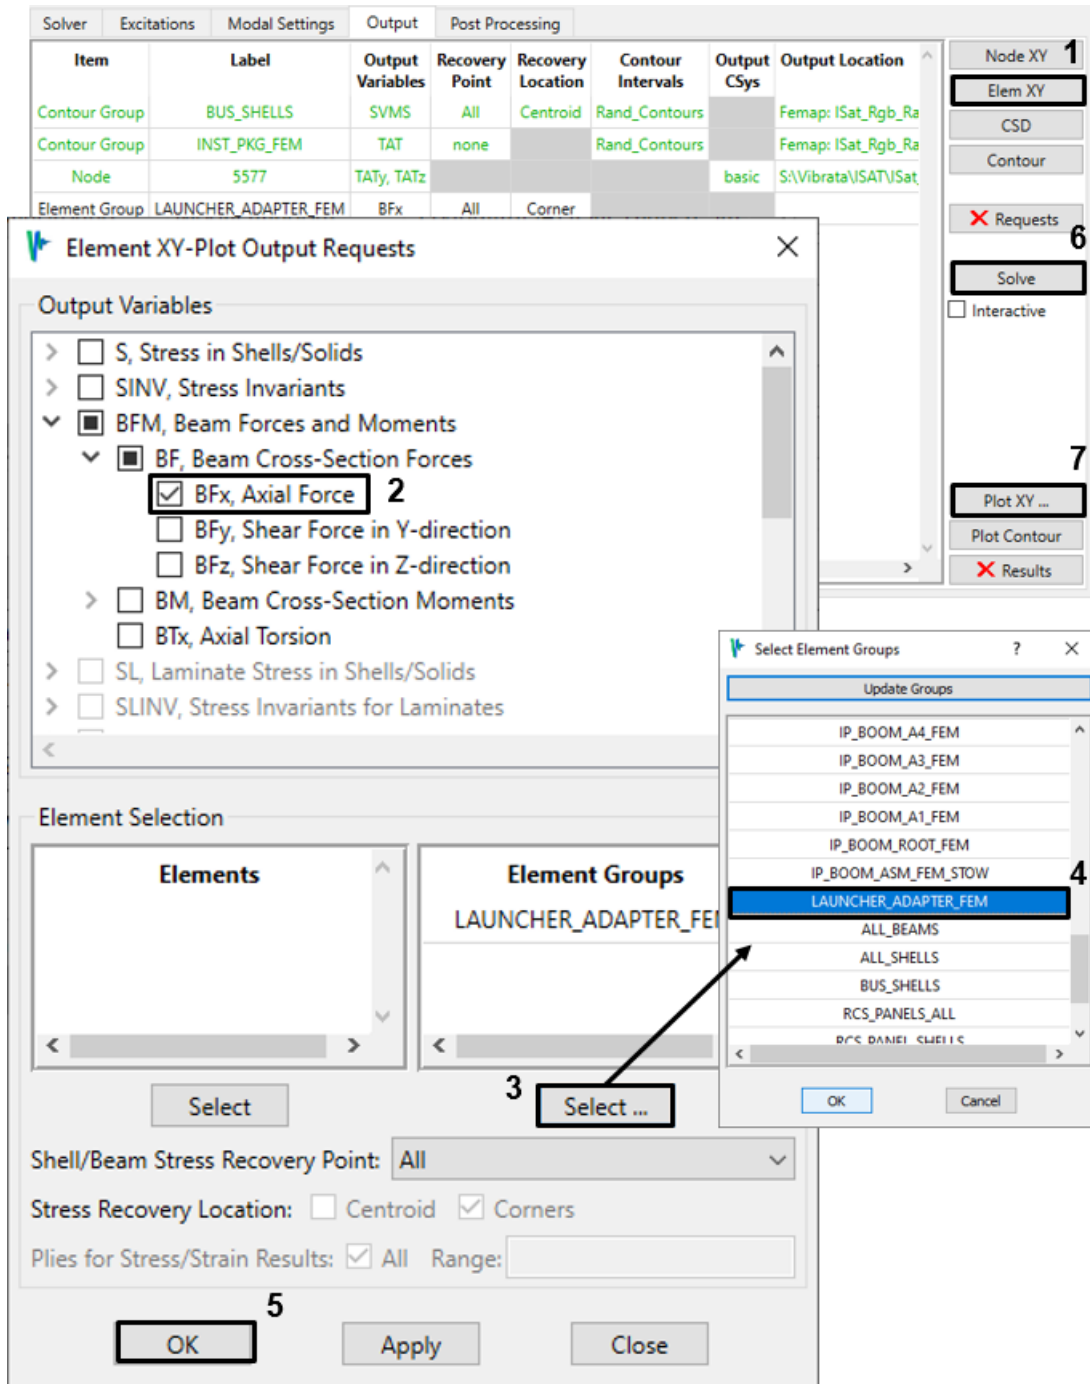 Solver Excitations Modal Settings Output Post Processing
Item Label Output Variables Recovery Point Recovery Location Contour Intervals Output CSys Output Location
Contour Group BUS_SHELLS SVMS All Centroid Rand_Contours Femap: ISat_Rgb_Ra
Contour Group INST_PKG_FEM TAT none Rand_Contours Femap: ISat_Rgb_Ra
Node 5577 TATy, TATz basic S:\Vibrata\ISAT\ISat_
Element Group LAUNCHER_ADAPTER_FEM BFx All Corner
Node XY 1
Elem XY
CSD
Contour
Requests
6
Solve
Interactive
7
Plot XY ...
Plot Contour
Results
Element XY-Plot Output Requests
Output Variables
S, Stress in Shells/Solids
SINV, Stress Invariants
BFM, Beam Forces and Moments
BF, Beam Cross-Section Forces
BFx, Axial Force 2
BFy, Shear Force in Y-direction
BFz, Shear Force in Z-direction
BM, Beam Cross-Section Moments
BTx, Axial Torsion
SL, Laminate Stress in Shells/Solids
SLINV, Stress Invariants for Laminates
Element Selection
Elements
Element Groups
LAUNCHER_ADAPTER_FE
Select
3 Select ...
Shell/Beam Stress Recovery Point: All
Stress Recovery Location: Centroid Corners
Plies for Stress/Strain Results: All Range:
5
OK Apply Close
Select Element Groups ?
Update Groups
IP_BOOM_A4_FEM
IP_BOOM_A3_FEM
IP_BOOM_A2_FEM
IP_BOOM_A1_FEM
IP_BOOM_ROOT_FEM
IP_BOOM_ASM_FEM_STOW
4
LAUNCHER_ADAPTER_FEM
ALL_BEAMS
ALL_SHELLS
BUS_SHELLS
RCS_PANELS_ALL
RCS_PANEL_SHELLS
OK Cancel